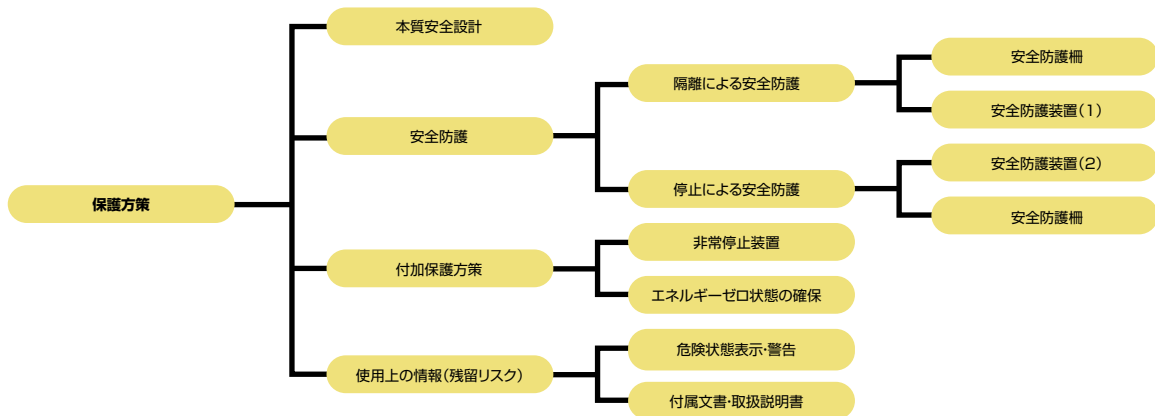 本質安全設計
安全防護柵
隔離による安全防護
安全防護装置(1)
安全防護
安全防護装置(2)
停止による安全防護
保護方策
安全防護柵
非常停止装置
付加保護方策
エネルギーゼロ状態の確保
危険状態表示・警告
使用上の情報(残留リスク)
付属文書・取扱説明書